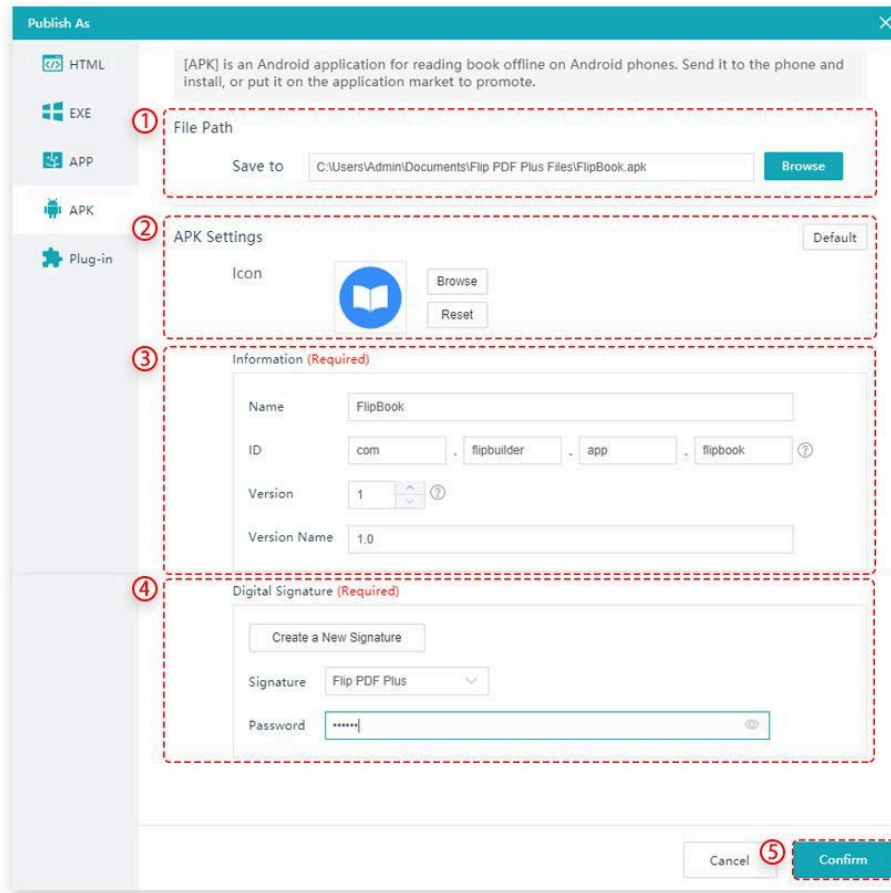 Publish As
HTML
EXE
APP
APK
Plug-in
[APK] is an Android application for reading book offline on Android phones. Send it to the phone and
install, or put it on the application market to promote.
①
File Path
Save to C:\Users\Admin\Documents\Flip PDF Plus Files\FlipBook.apk Browse
②
APK Settings Default
Icon Browse
Reset
③
Information (Required)
Name FlipBook
ID com . flipbuilder . app . flipbook ?
Version 1 ?
Version Name 1.0
④
Digital Signature (Required)
Create a New Signature
Signature Flip PDF Plus
Password ••••••
Cancel ⑤ Confirm